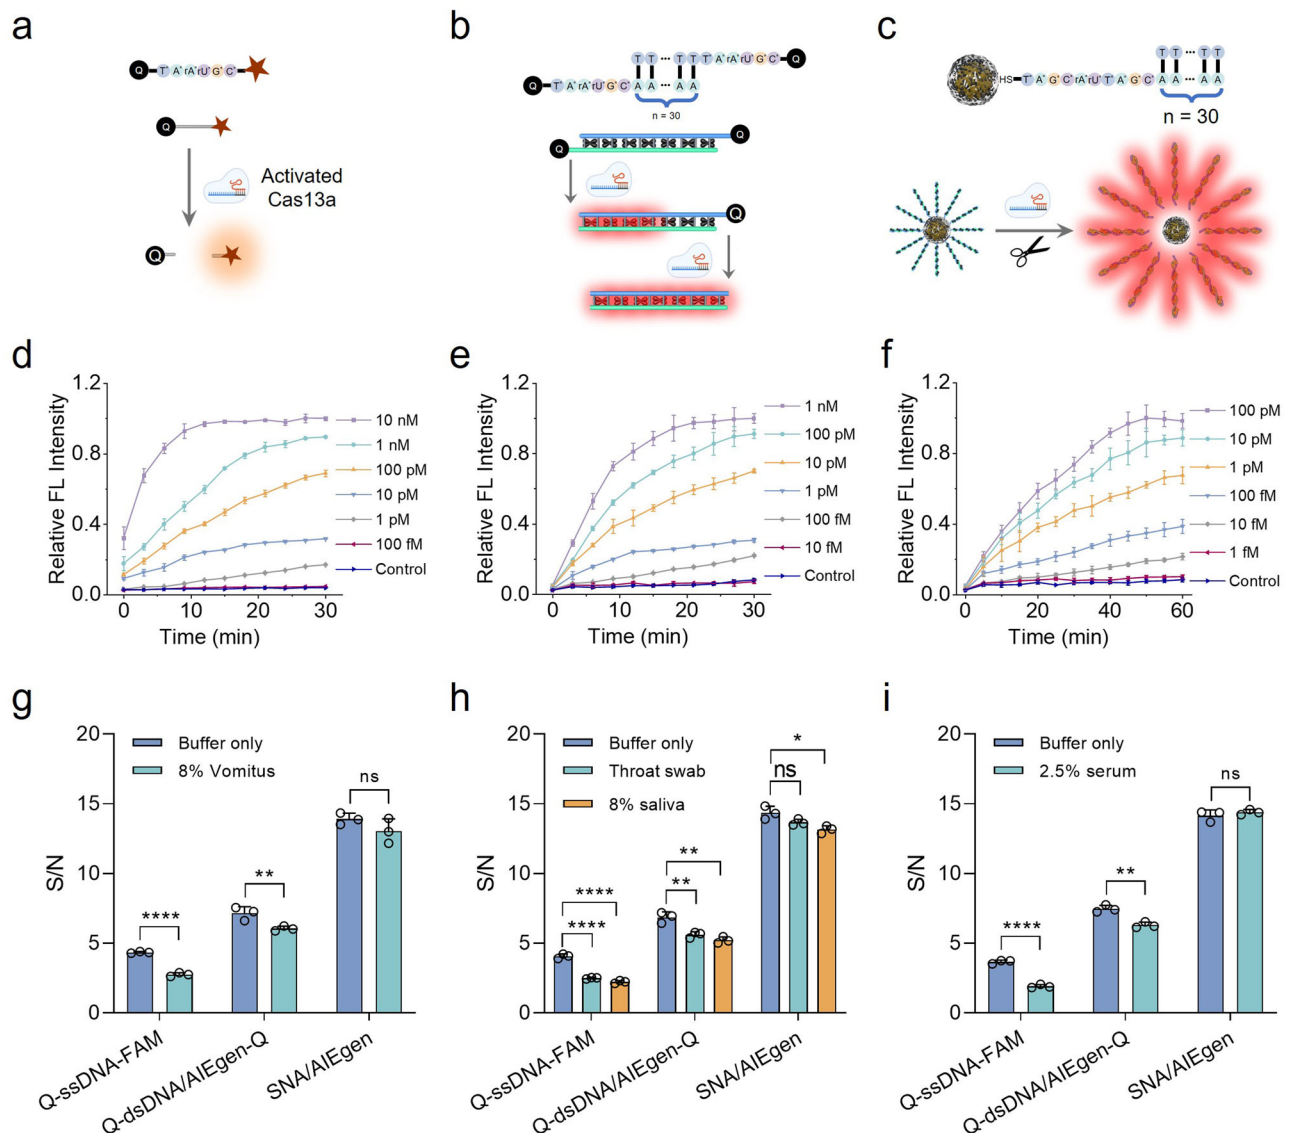 a
Q T A rA rU G C
Q
Activated
Cas13a
Q
b
T T ... T T T A rA rU G C Q
Q T A rA rU G C A A ... A A
n = 30
Q
Q
Q
c
T T ... T T
HS T A G C rA rU T A G C A A ... A A
n = 30
d
Relative FL Intensity
1.2
0.8
0.4
0.0
0 10 20 30
Time (min)
10 nM
1 nM
100 pM
10 pM
1 pM
100 fM
Control
e
Relative FL Intensity
1.2
0.8
0.4
0.0
0 10 20 30
Time (min)
1 nM
100 pM
10 pM
1 pM
100 fM
10 fM
Control
f
Relative FL Intensity
1.2
0.8
0.4
0.0
0 20 40 60
Time (min)
100 pM
10 pM
1 pM
100 fM
10 fM
1 fM
Control
g
S/N
20
15
10
5
0
Buffer only
8% Vomitus
****
**
ns
Q-ssDNA-FAM
Q-dsDNA/AIEgen-Q
SNA/AIEgen
h
S/N
20
15
10
5
0
Buffer only
Throat swab
8% saliva
****
****
**
**
*
ns
Q-ssDNA-FAM
Q-dsDNA/AIEgen-Q
SNA/AIEgen
i
S/N
20
15
10
5
0
Buffer only
2.5% serum
****
**
ns
Q-ssDNA-FAM
Q-dsDNA/AIEgen-Q
SNA/AIEgen